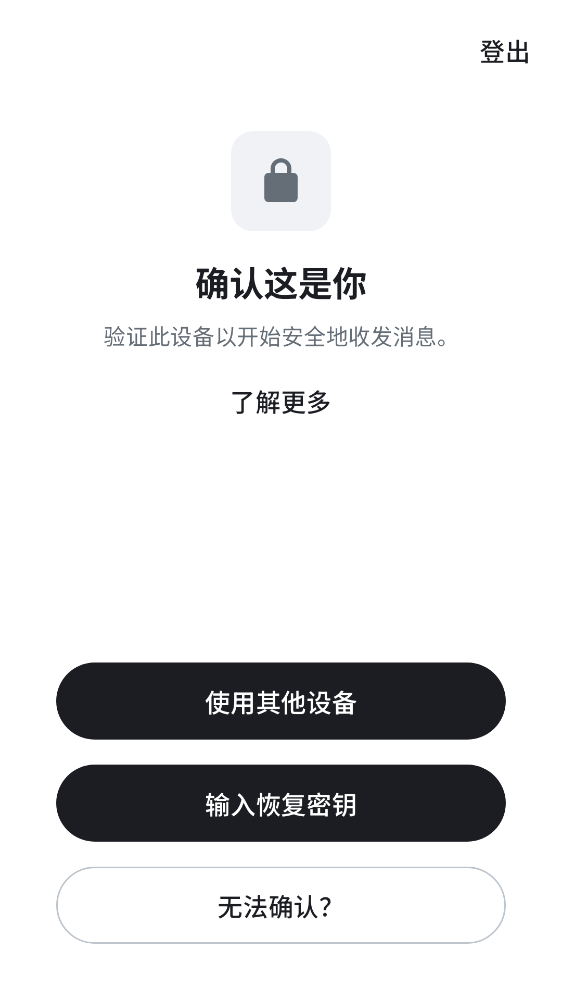 登出
确认这是你
验证此设备以开始安全地收发消息。
了解更多
使用其他设备
输入恢复密钥
无法确认？